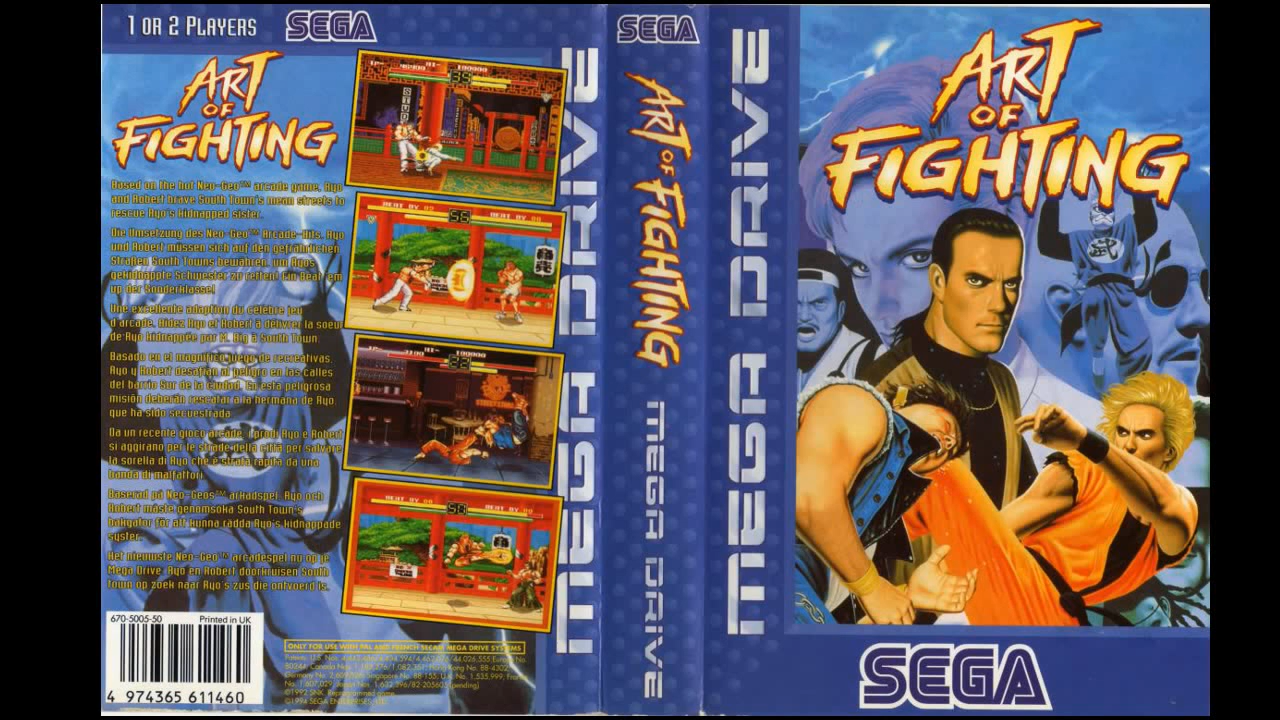 1 OR 2 PLAYERS
SEGA
ART
OF
FIGHTING
Based on the hot Neo-Geo™ arcade game, Ryo
and Robert brave South Town's mean streets to
rescue Ryo's kidnapped sister.
Die Umsetzung des Neo-Geo™ Arcade-Hits. Ryo
und Robert müssen sich auf den gefährlichen
Straßen South Towns bewähren, um Ryos
gekidnappte Schwester zu retten! Ein Beat 'em
up der Sonderklasse!
Une excellente adaption du célèbre jeu
d'arcade. Aidez Ryo et Robert à délivrer la soeur
de Ryo kidnappée par M. Big à South Town.
Basado en el magnífico juego de recreativas,
Ryo y Robert desafían al peligro en las calles
del barrio Sur de la ciudad. En esta peligrosa
misión deberán rescatar a la hermana de Ryo,
que ha sido secuestrada.
Da un recente gioco arcade, i prodi Ryo e Robert
si aggirano per le strade della città per salvare
la sorella di Ryo che è stata rapita da una
banda di malfattori.
Baserad på Neo-Geos™ arkadspel. Ryo och
Robert måste genomsöka South Town's
bakgator för att kunna rädda Ryo's kidnappade
syster.
Het nieuwste Neo-Geo™ arcadespel nu op je
Mega Drive. Ryo en Robert doorkruisen South
Town op zoek naar Ryo's zus die ontvoerd is.
670-5005-50 Printed in UK
4 974365 611460
ONLY FOR USE WITH PAL AND FRENCH SECAM MEGA DRIVE SYSTEMS
©1992 SNK. Reprogrammed game
©1994 SEGA ENTERPRISES, LTD.
MEGA DRIVE
SEGA
ART OF FIGHTING
MEGA DRIVE
MEGA DRIVE
ART
OF
FIGHTING
SEGA